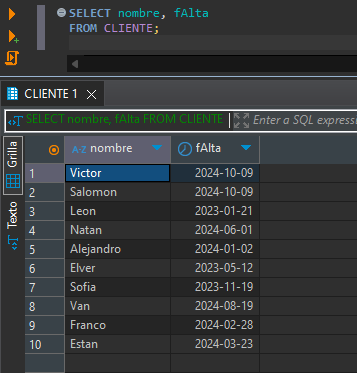 SELECT nombre, fAlta
FROM CLIENTE;
CLIENTE 1
SELECT nombre, fAlta FROM CLIENTE
Enter a SQL expres
Grilla
Texto
A-Z nombre fAlta
1 Victor 2024-10-09
2 Salomon 2024-10-09
3 Leon 2023-01-21
4 Natan 2024-06-01
5 Alejandro 2024-01-02
6 Elver 2023-05-12
7 Sofia 2023-11-19
8 Van 2024-08-19
9 Franco 2024-02-28
10 Estan 2024-03-23